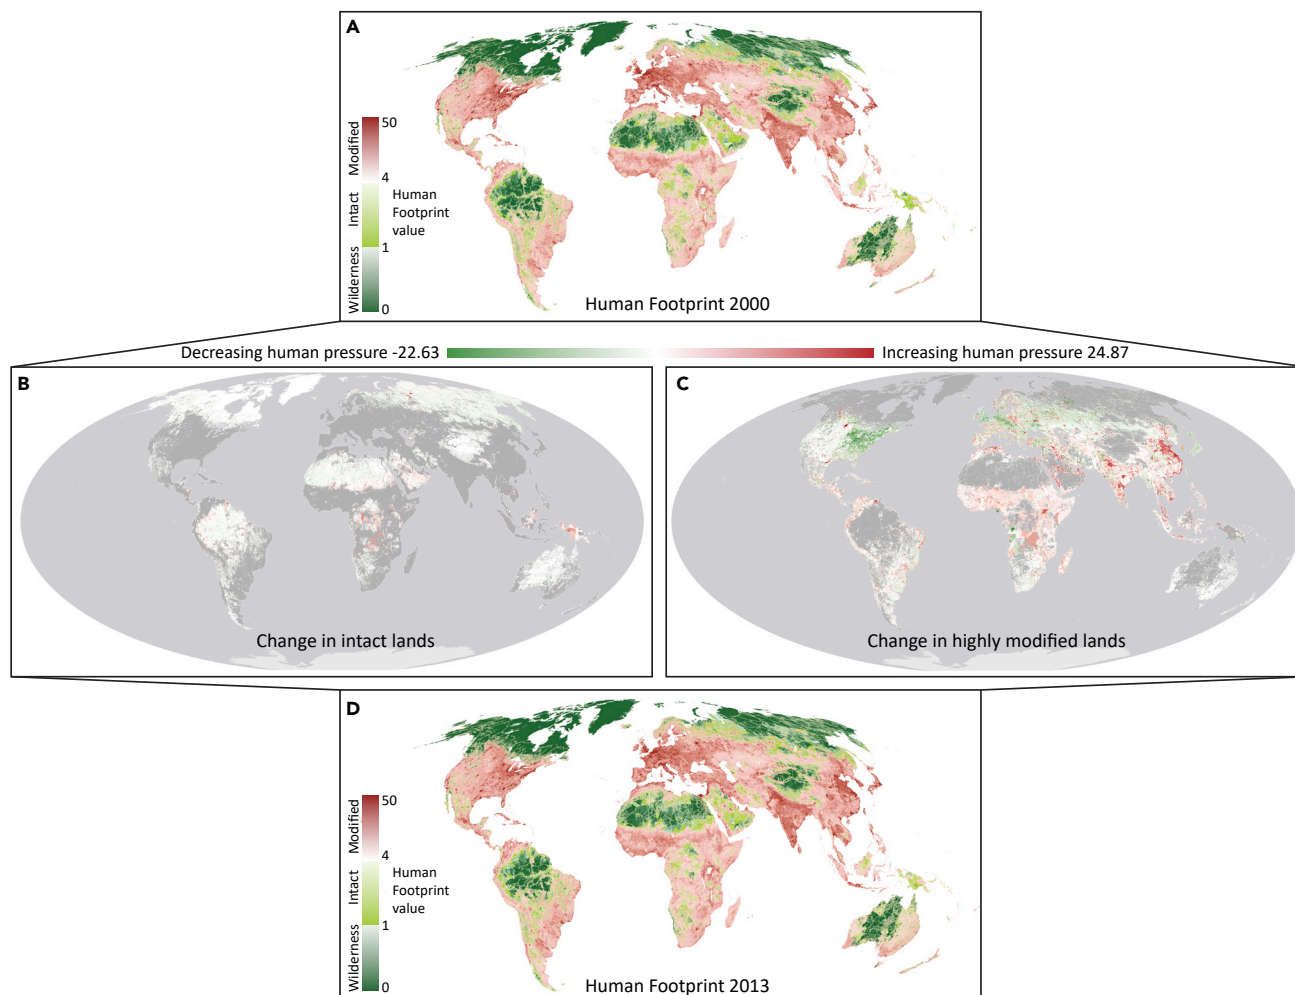 A
50
Modified
4
Intact
Human
Footprint
value
1
Wilderness
0
Human Footprint 2000
Decreasing human pressure -22.63
Increasing human pressure 24.87
B
Change in intact lands
C
Change in highly modified lands
D
50
Modified
4
Intact
Human
Footprint
value
1
Wilderness
0
Human Footprint 2013